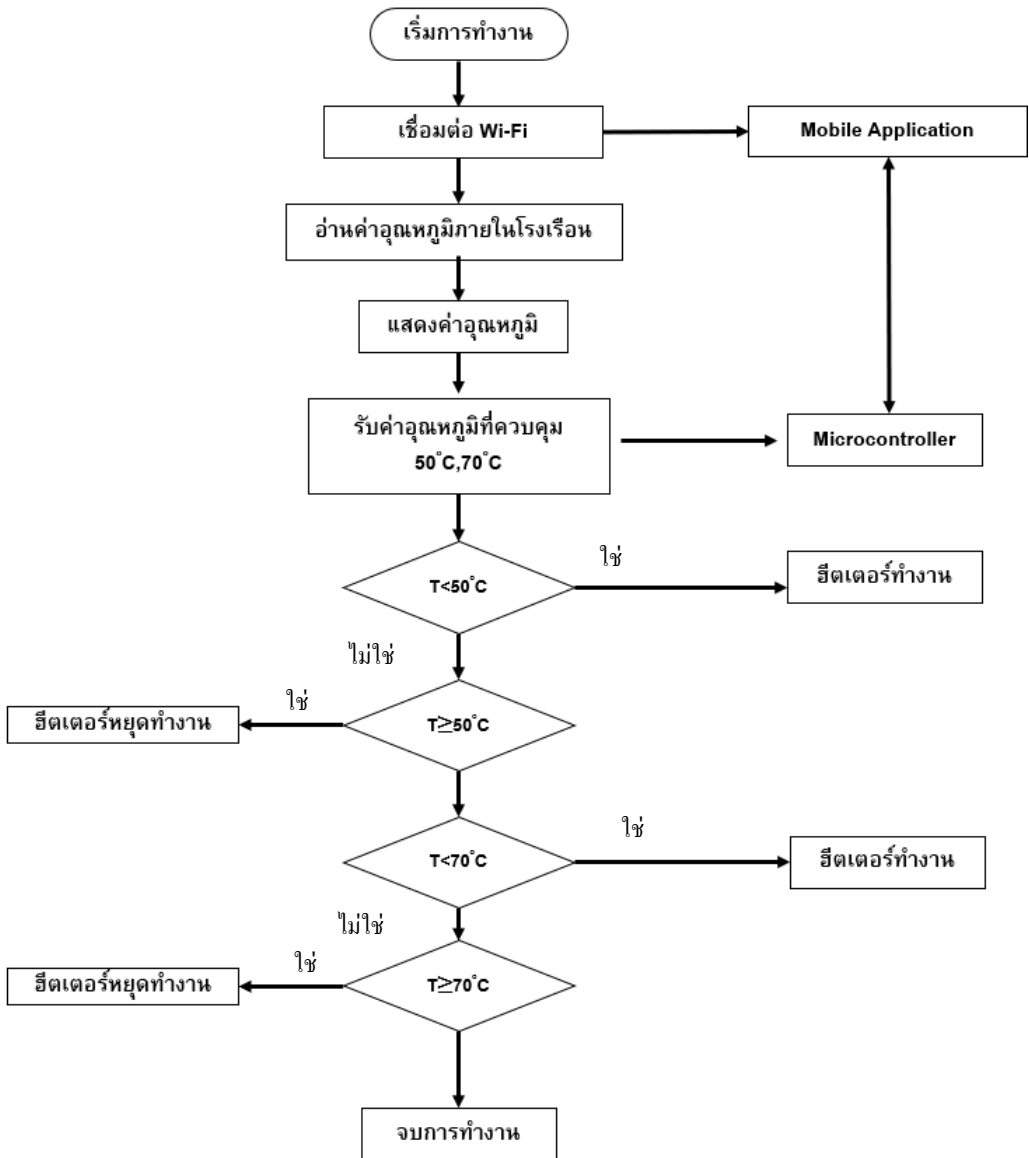 เริ่มการทำงาน
เชื่อมต่อ Wi-Fi
Mobile Application
อ่านค่าอุณหภูมิภายในโรงเรือน
แสดงค่าอุณหภูมิ
รับค่าอุณหภูมิที่ควบคุม
50°C,70°C
Microcontroller
T<50°C
ใช่
ฮีตเตอร์ทำงาน
ไม่ใช่
T≥50°C
ใช่
ฮีตเตอร์หยุดทำงาน
T<70°C
ใช่
ฮีตเตอร์ทำงาน
ไม่ใช่
T≥70°C
ใช่
ฮีตเตอร์หยุดทำงาน
จบการทำงาน